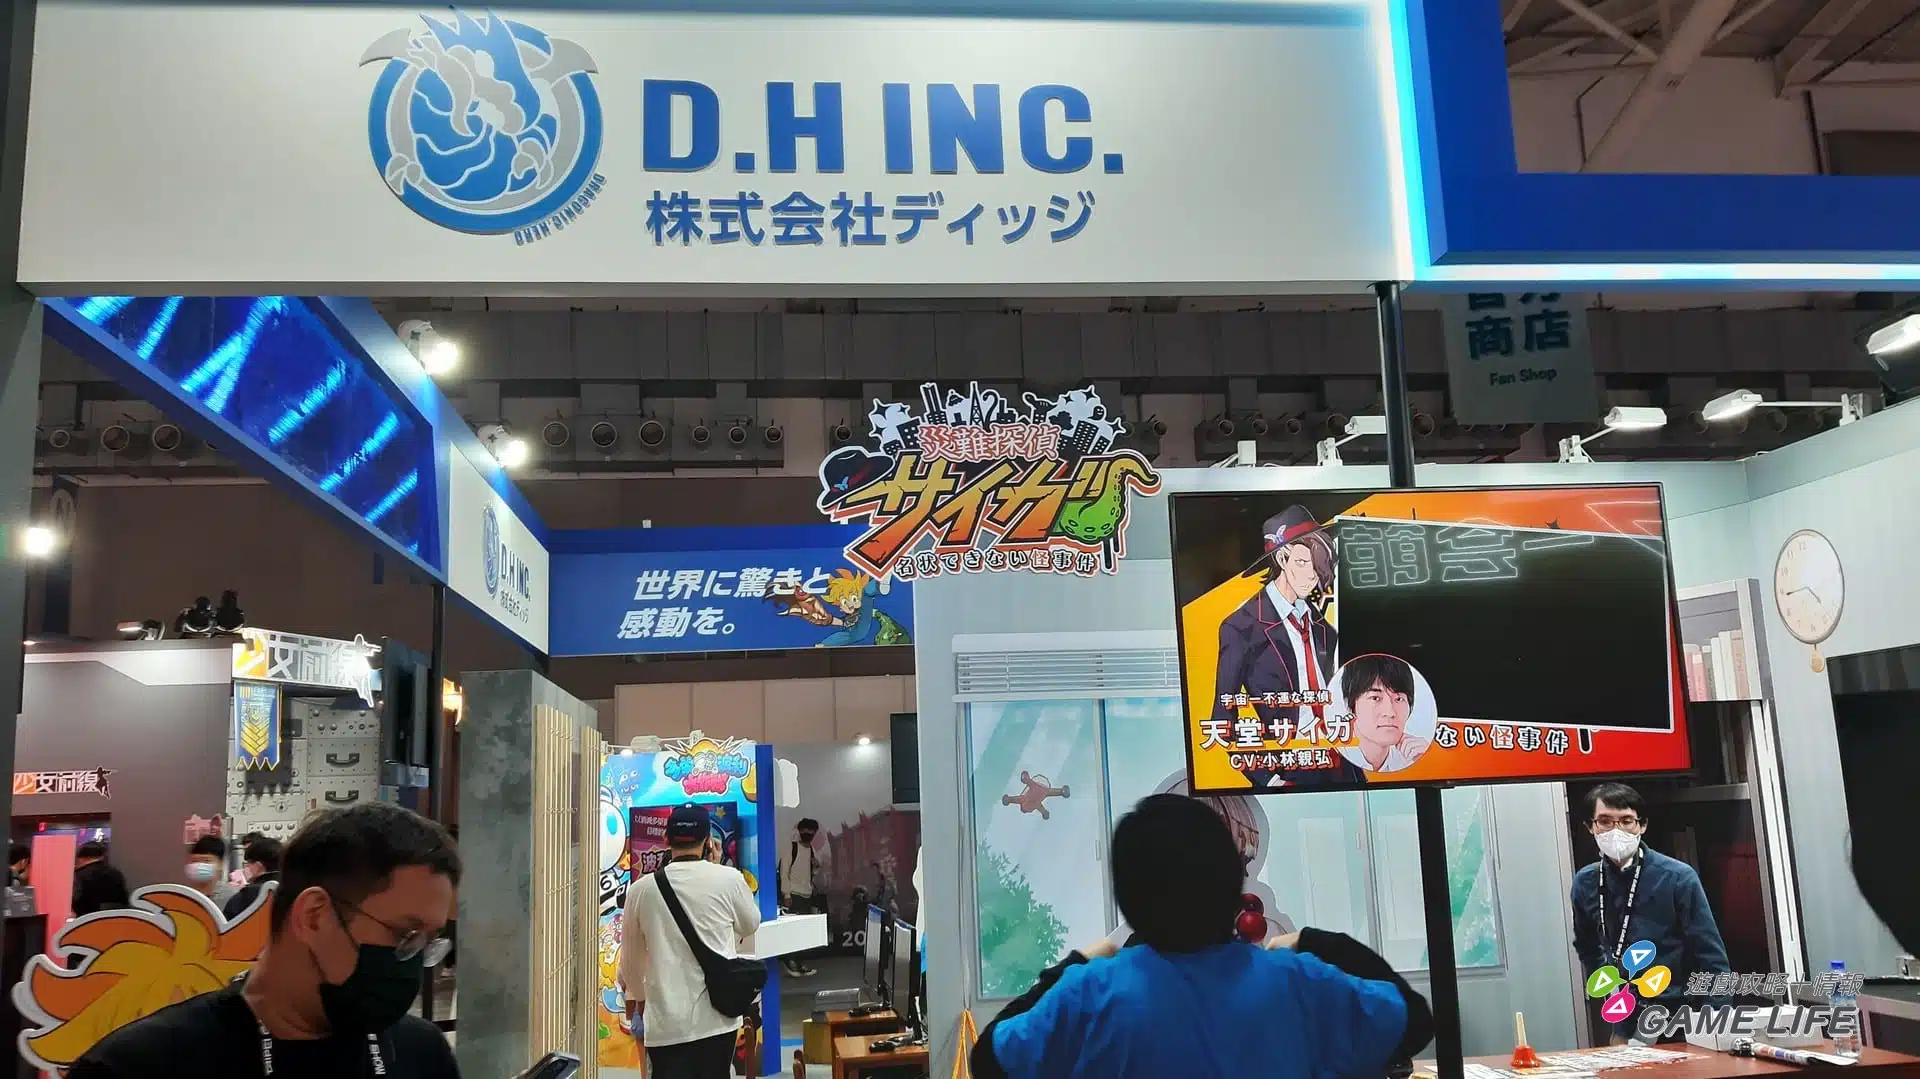 D.H INC.
株式会社ディッジ
DRAGONIC.HERO
商店
Fan Shop
災難探偵
サイガ
名状できない怪事件
D.H INC.
株式会社ディッジ
世界に驚きと
感動を。
少女前線
少女前線
宇宙一不運な探偵
天堂サイガ
CV:小林親弘
ない怪事件
遊戲攻略+情報
GAME LIFE